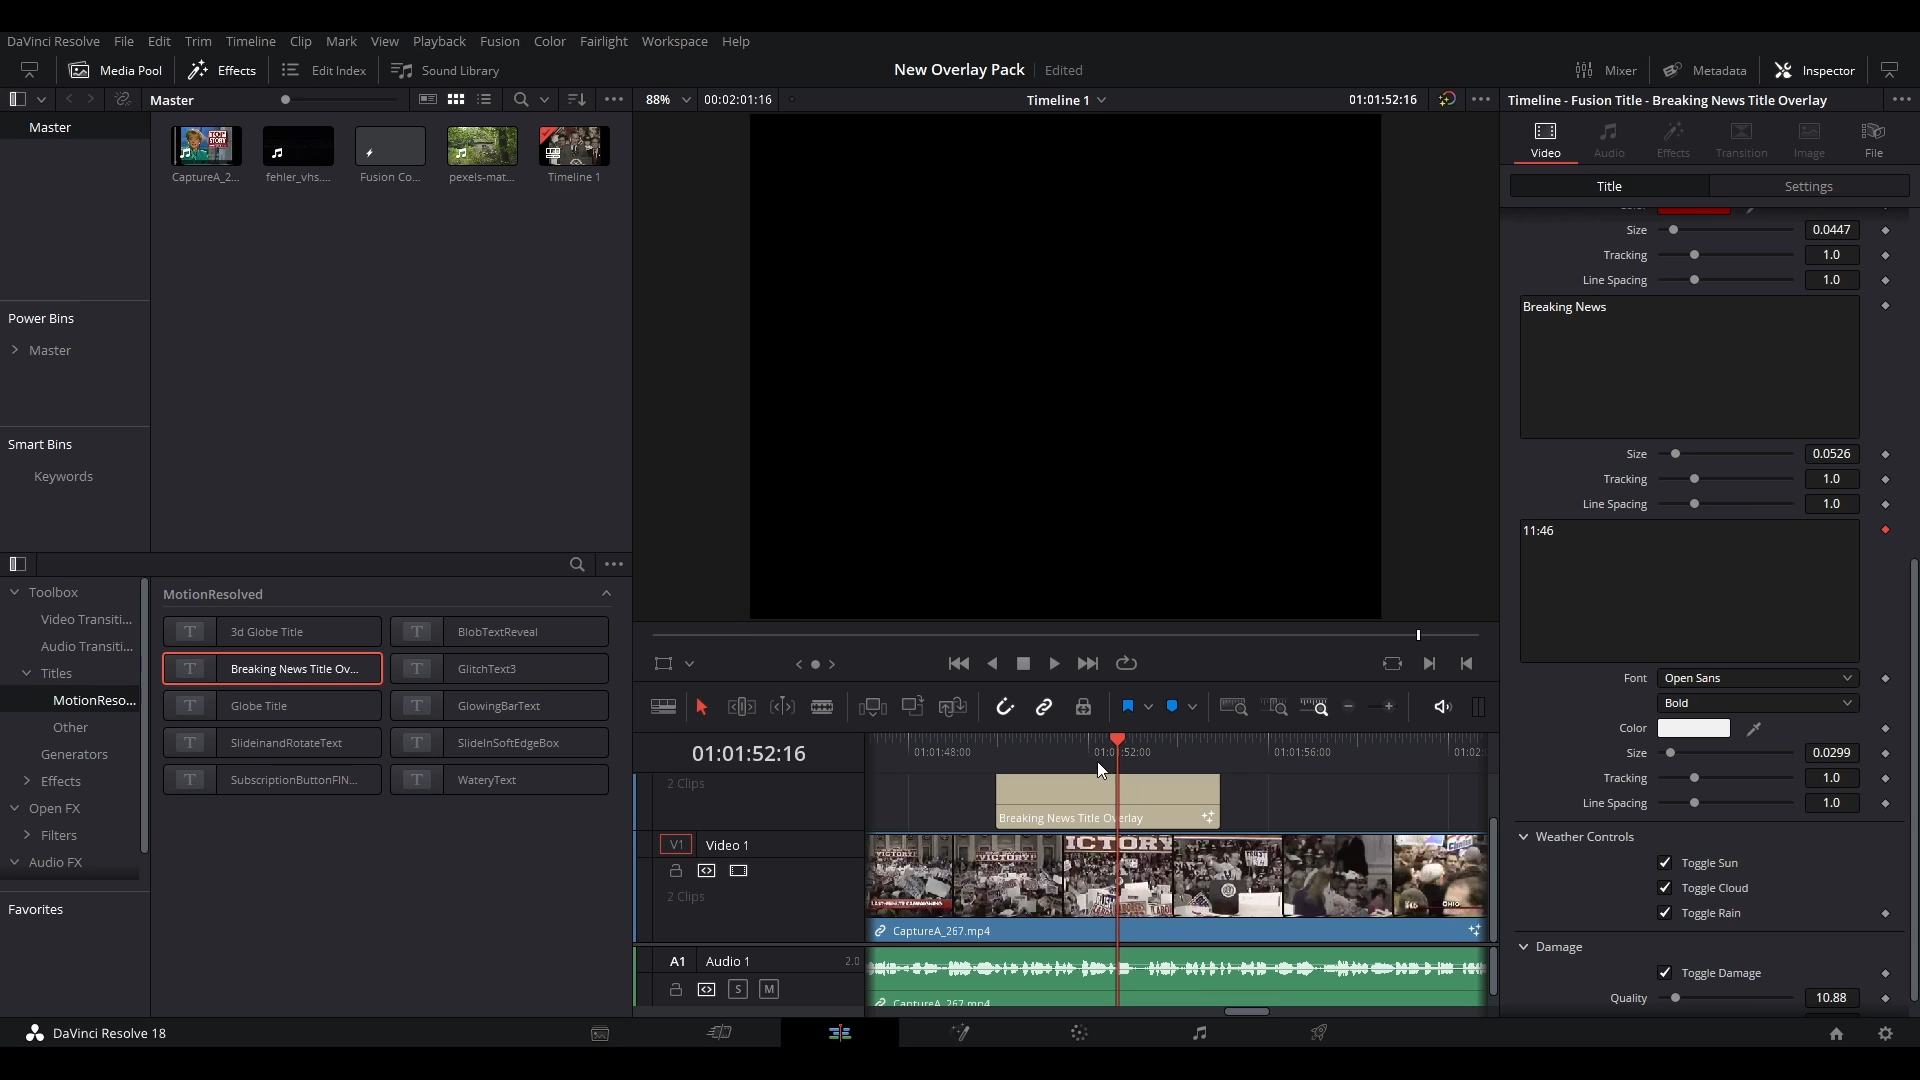 DaVinci Resolve File Edit Trim Timeline Clip Mark View Playback Fusion Color Fairlight Workspace Help
Media Pool Effects Edit Index Sound Library New Overlay Pack Edited Mixer Metadata Inspector
Master 88% 00:02:01:16 Timeline 1 01:01:52:16 Timeline - Fusion Title - Breaking News Title Overlay
Master
CaptureA_2... fehler_vhs.... Fusion Co... pexels-mat... Timeline 1
Power Bins
Master
Smart Bins
Keywords
Video Audio Effects Transition Image File
Title Settings
Size 0.0447
Tracking 1.0
Line Spacing 1.0
Breaking News
Size 0.0526
Tracking 1.0
Line Spacing 1.0
11:46
Font Open Sans
Bold
Color
Size 0.0299
Tracking 1.0
Line Spacing 1.0
Weather Controls
Toggle Sun
Toggle Cloud
Toggle Rain
Damage
Toggle Damage
Quality 10.88
Toolbox
Video Transiti...
Audio Transiti...
Titles
MotionReso...
Other
Generators
Effects
Open FX
Filters
Audio FX
Favorites
MotionResolved
3d Globe Title BlobTextReveal
Breaking News Title Ov... GlitchText3
Globe Title GlowingBarText
SlideinandRotateText SlideInSoftEdgeBox
SubscriptionButtonFIN... WateryText
01:01:52:16 01:01:48:00 01:01:52:00 01:01:56:00 01:02:
2 Clips
Breaking News Title Overlay
V1 Video 1
2 Clips
CaptureA_267.mp4
A1 Audio 1 2.0
S M
CaptureA_267.mp4
DaVinci Resolve 18